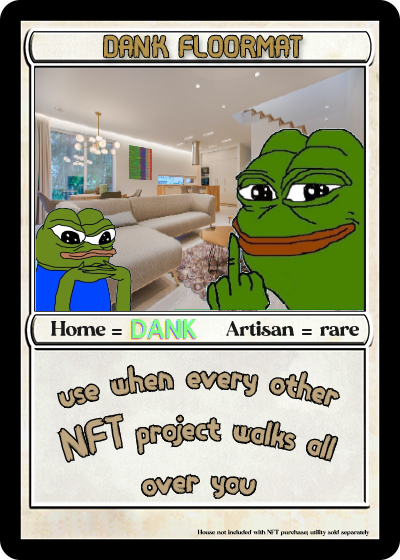 DANK FLOORMAT
Home = DANK Artisan = rare
use when every other
NFT project walks all
over you
House not included with NFT purchase; utility sold separately